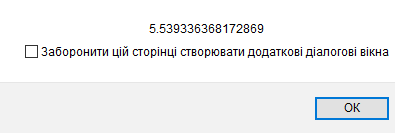 5.539336368172869
Заборонити цій сторінці створювати додаткові діалогові вікна
OK